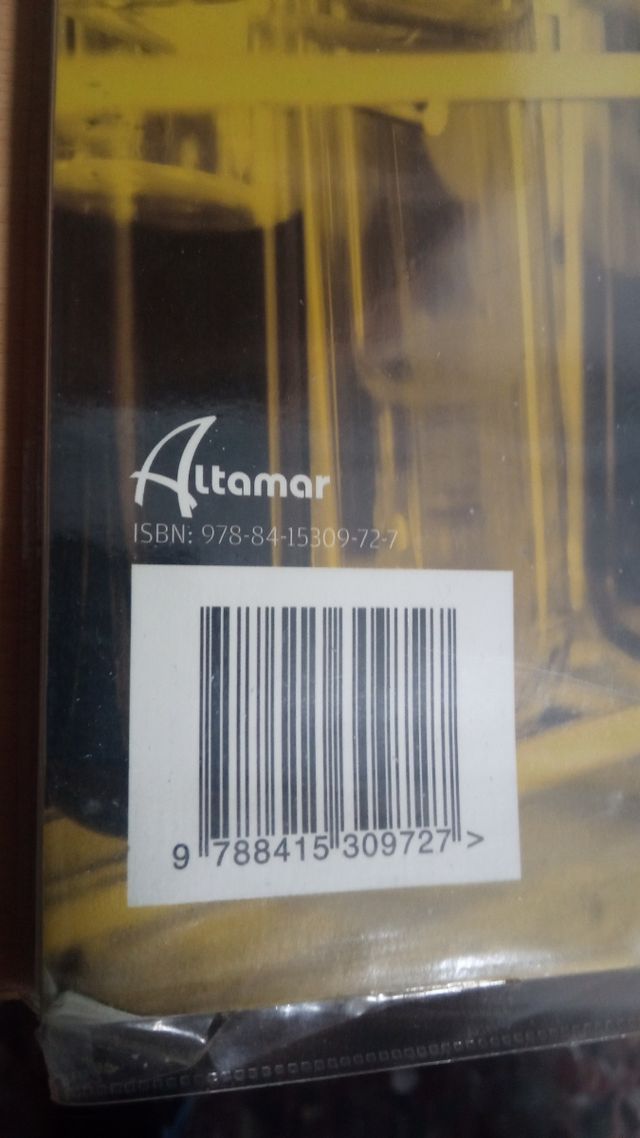 Altamar
ISBN: 978-84-15309-72-7
9 788415 309727 >